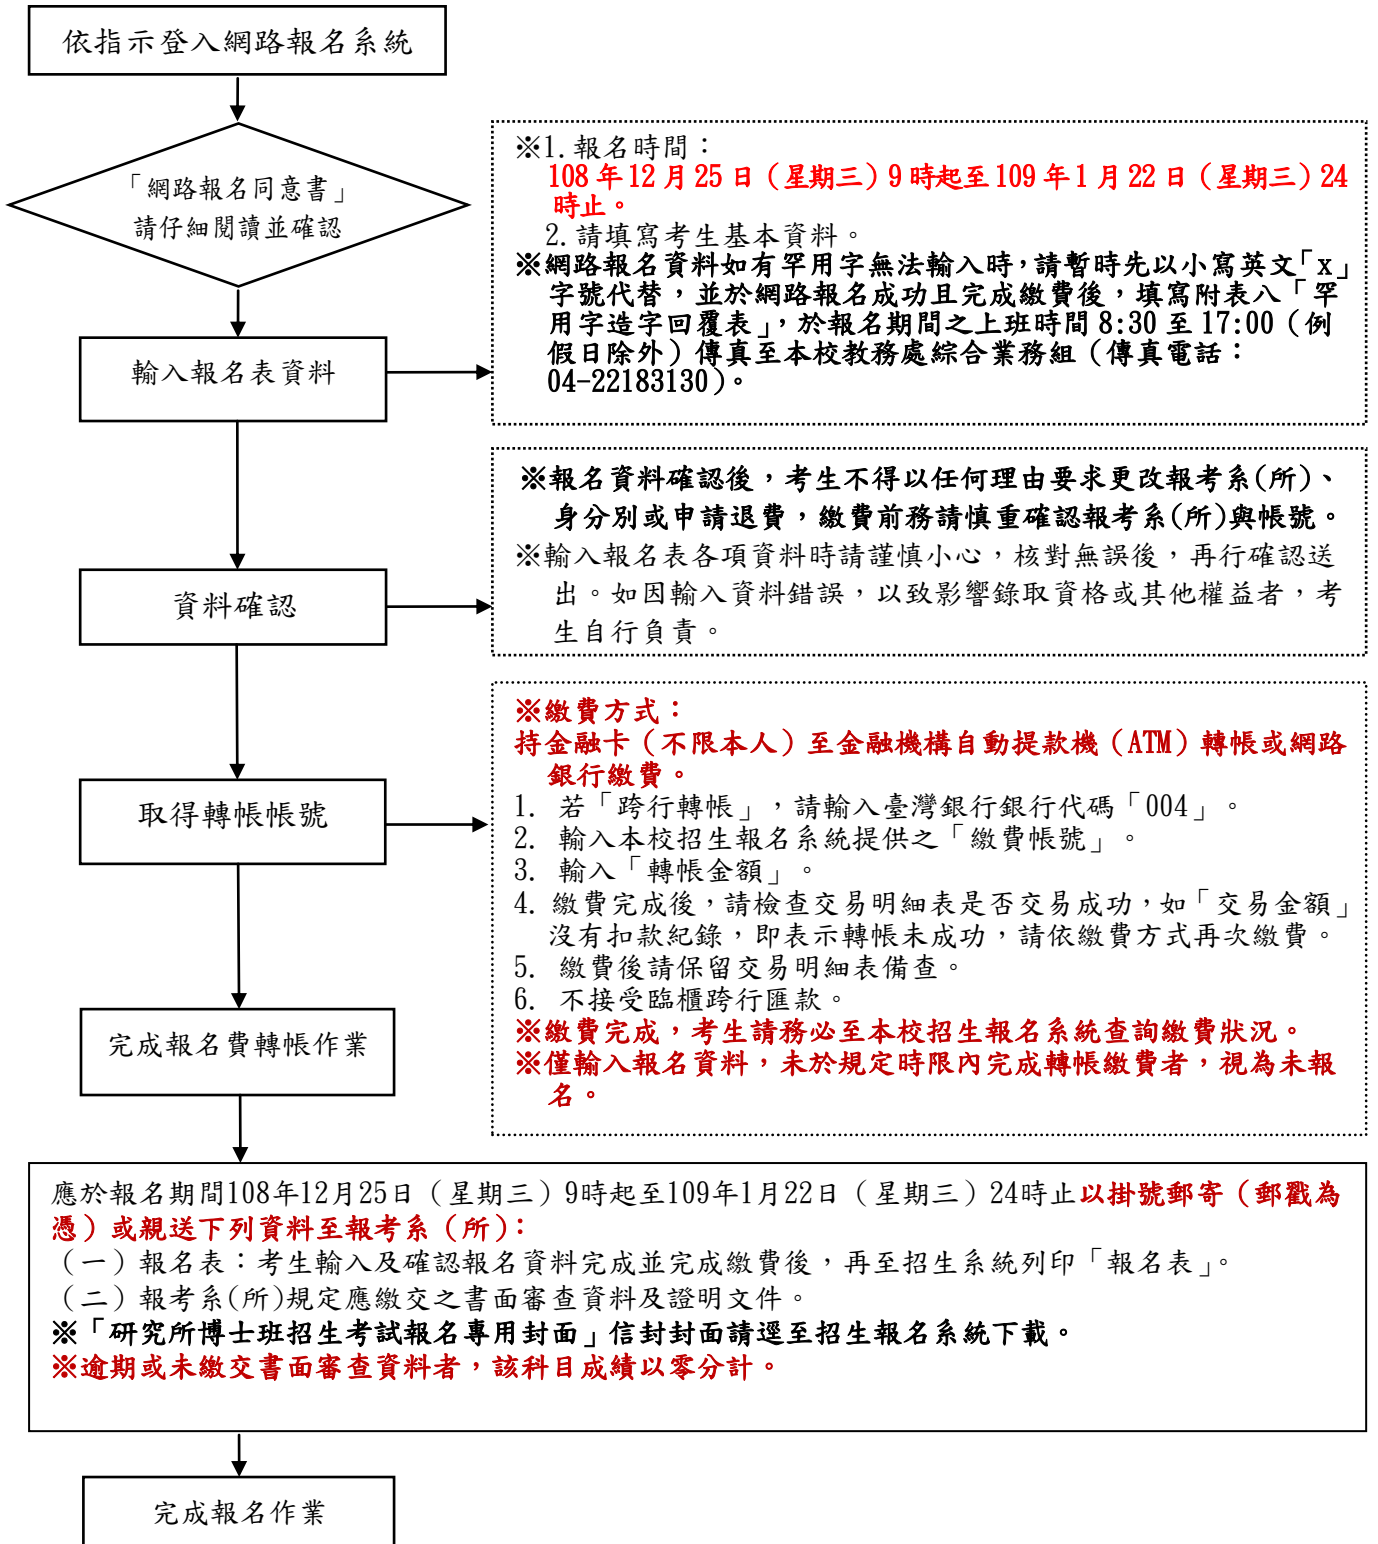 依指示登入網路報名系統
「網路報名同意書」
請仔細閱讀並確認
※1.報名時間：
108 年 12 月 25 日（星期三）9 時起至 109 年 1 月 22 日（星期三）24
時止。
2.請填寫考生基本資料。
※網路報名資料如有罕用字無法輸入時，請暫時先以小寫英文「x」
字號代替，並於網路報名成功且完成繳費後，填寫附表八「罕
用字造字回覆表」，於報名期間之上班時間 8:30 至 17:00（例
假日除外）傳真至本校教務處綜合業務組（傳真電話：
04-22183130）。
輸入報名表資料
※報名資料確認後，考生不得以任何理由要求更改報考系(所)、
身分別或申請退費，繳費前務請慎重確認報考系(所)與帳號。
※輸入報名表各項資料時請謹慎小心，核對無誤後，再行確認送
出。如因輸入資料錯誤，以致影響錄取資格或其他權益者，考
生自行負責。
資料確認
※繳費方式：
持金融卡（不限本人）至金融機構自動提款機（ATM）轉帳或網路
銀行繳費。
1. 若「跨行轉帳」，請輸入臺灣銀行銀行代碼「004」。
2. 輸入本校招生報名系統提供之「繳費帳號」。
3. 輸入「轉帳金額」。
4. 繳費完成後，請檢查交易明細表是否交易成功，如「交易金額」
沒有扣款紀錄，即表示轉帳未成功，請依繳費方式再次繳費。
5. 繳費後請保留交易明細表備查。
6. 不接受臨櫃跨行匯款。
※繳費完成，考生請務必至本校招生報名系統查詢繳費狀況。
※僅輸入報名資料，未於規定時限內完成轉帳繳費者，視為未報
名。
取得轉帳帳號
完成報名費轉帳作業
應於報名期間108年12月25日（星期三）9時起至109年1月22日（星期三）24時止以掛號郵寄（郵戳為
憑）或親送下列資料至報考系（所）：
（一）報名表：考生輸入及確認報名資料完成並完成繳費後，再至招生系統列印「報名表」。
（二）報考系(所)規定應繳交之書面審查資料及證明文件。
※「研究所博士班招生考試報名專用封面」信封封面請逕至招生報名系統下載。
※逾期或未繳交書面審查資料者，該科目成績以零分計。
完成報名作業